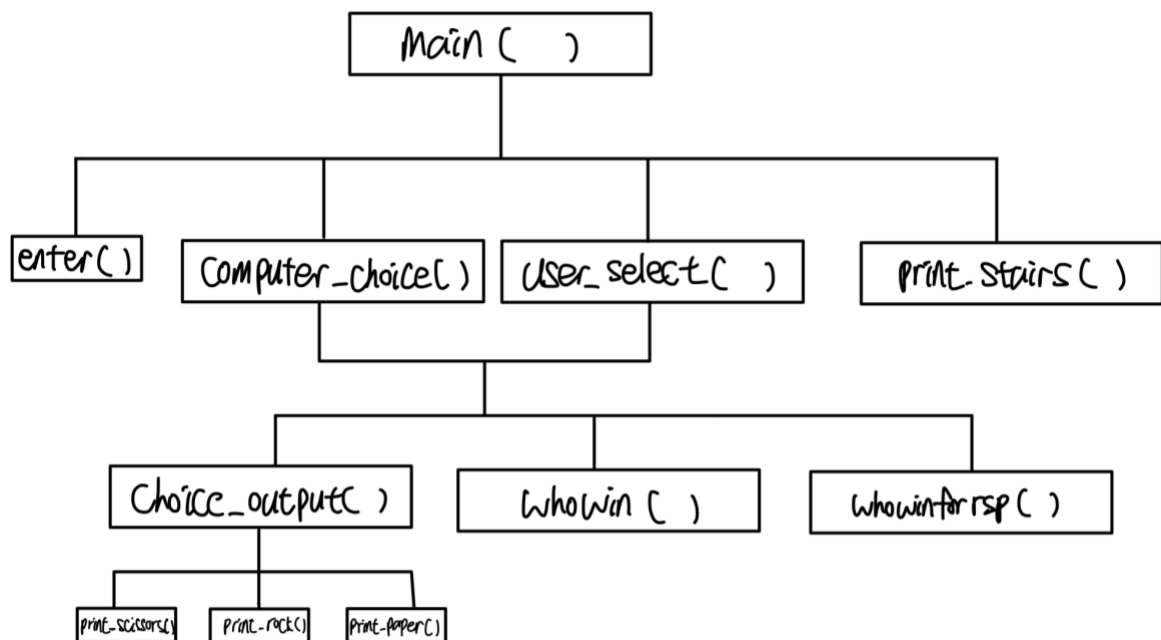 Main ( )
enter( )
Computer_choice( )
User_select( )
print_stairs( )
Choice_output( )
whowin ( )
whowinforrsp( )
print_scissors()
print_rock()
print_paper()